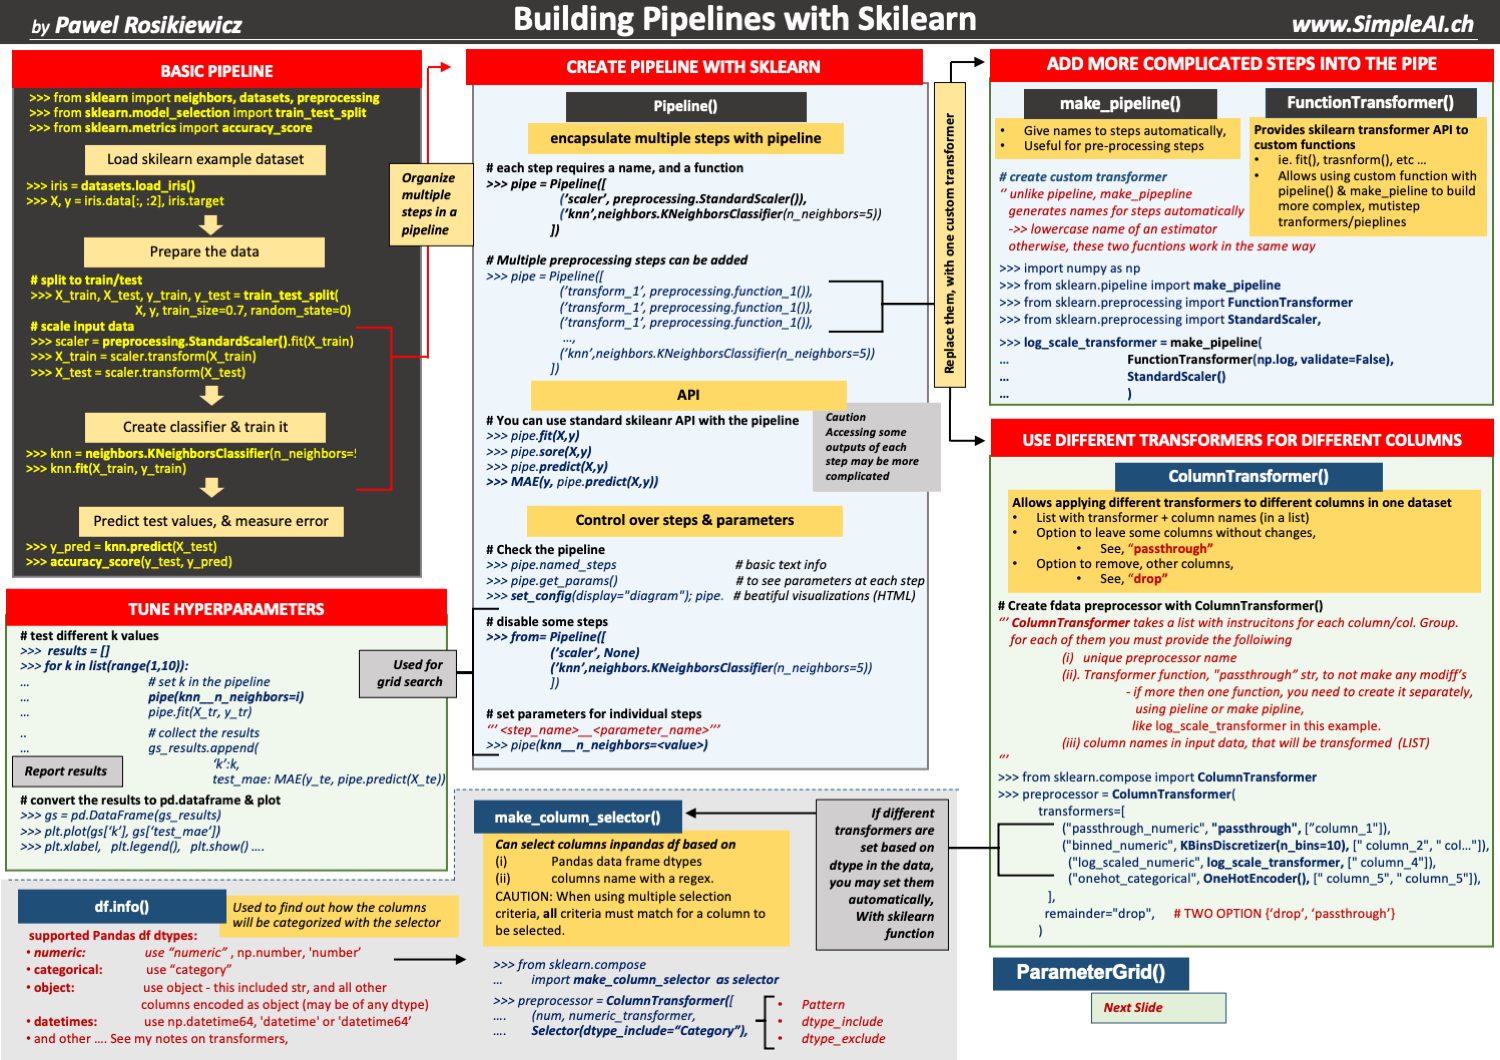 by Pawel Rosikiewicz
Building Pipelines with Skilearn
www.SimpleAI.ch
BASIC PIPELINE
>>> from sklearn import neighbors, datasets, preprocessing
>>> from sklearn.model_selection import train_test_split
>>> from sklearn.metrics import accuracy_score
Load skilearn example dataset
>>> iris = datasets.load_iris()
>>> X, y = iris.data[:, :2], iris.target
Prepare the data
# split to train/test
>>> X_train, X_test, y_train, y_test = train_test_split(
X, y, train_size=0.7, random_state=0)
# scale input data
>>> scaler = preprocessing.StandardScaler().fit(X_train)
>>> X_train = scaler.transform(X_train)
>>> X_test = scaler.transform(X_test)
Create classifier & train it
>>> knn = neighbors.KNeighborsClassifier(n_neighbors=
>>> knn.fit(X_train, y_train)
Predict test values, & measure error
>>> y_pred = knn.predict(X_test)
>>> accuracy_score(y_test, y_pred)
Organize
multiple
steps in a
pipeline
TUNE HYPERPARAMETERS
# test different k values
>>> results = []
>>> for k in list(range(1,10)):
... # set k in the pipeline
... pipe(knn__n_neighbors=i)
... pipe.fit(X_tr, y_tr)
.. # collect the results
... gs_results.append(
‘k’:k,
test_mae: MAE(y_te, pipe.predict(X_te))
Report results
# convert the results to pd.dataframe & plot
>>> gs = pd.DataFrame(gs_results)
>>> plt.plot(gs[‘k’], gs[‘test_mae’])
>>> plt.xlabel, plt.legend(), plt.show() ....
Used for
grid search
CREATE PIPELINE WITH SKLEARN
Pipeline()
encapsulate multiple steps with pipeline
# each step requires a name, and a function
>>> pipe = Pipeline([
(’scaler’, preprocessing.StandardScaler()),
(’knn’,neighbors.KNeighborsClassifier(n_neighbors=5))
])
# Multiple preprocessing steps can be added
>>> pipe = Pipeline([
(’transform_1’, preprocessing.function_1()),
(’transform_1’, preprocessing.function_1()),
(’transform_1’, preprocessing.function_1()),
...,
(’knn’,neighbors.KNeighborsClassifier(n_neighbors=5))
])
API
# You can use standard skileanr API with the pipeline
>>> pipe.fit(X,y)
>>> pipe.sore(X,y)
>>> pipe.predict(X,y)
>>> MAE(y, pipe.predict(X,y))
Caution
Accessing some
outputs of each
step may be more
complicated
Control over steps & parameters
# Check the pipeline
>>> pipe.named_steps # basic text info
>>> pipe.get_params() # to see parameters at each step
>>> set_config(display="diagram"); pipe. # beatiful visualizations (HTML)
# disable some steps
>>> from= Pipeline([
(’scaler’, None)
(’knn’,neighbors.KNeighborsClassifier(n_neighbors=5))
])
# set parameters for individual steps
‘’’ <step_name>__<parameter_name>’’’
>>> pipe(knn__n_neighbors=<value>)
Replace them, with one custom transformer
ADD MORE COMPLICATED STEPS INTO THE PIPE
make_pipeline()
• Give names to steps automatically,
• Useful for pre-processing steps
FunctionTransformer()
Provides skilearn transformer API to
custom functions
• ie. fit(), trasnform(), etc ...
• Allows using custom function with
pipeline() & make_pieline to build
more complex, mutistep
tranformers/pieplines
# create custom transformer
‘’ unlike pipeline, make_pipepline
generates names for steps automatically
->> lowercase name of an estimator
otherwise, these two fucntions work in the same way
>>> import numpy as np
>>> from sklearn.pipeline import make_pipeline
>>> from sklearn.preprocessing import FunctionTransformer
>>> from sklearn.preprocessing import StandardScaler,
>>> log_scale_transformer = make_pipeline(
... FunctionTransformer(np.log, validate=False),
... StandardScaler()
... )
USE DIFFERENT TRANSFORMERS FOR DIFFERENT COLUMNS
ColumnTransformer()
Allows applying different transformers to different columns in one dataset
• List with transformer + column names (in a list)
• Option to leave some columns without changes,
• See, “passthrough”
• Option to remove, other columns,
• See, “drop”
# Create fdata preprocessor with ColumnTransformer()
‘’’ ColumnTransformer takes a list with instrucitons for each column/col. Group.
for each of them you must provide the folloiwing
(i) unique preprocessor name
(ii). Transformer function, "passthrough” str, to not make any modiff’s
- if more then one function, you need to create it separately,
using pieline or make pipline,
like log_scale_transformer in this example.
(iii) column names in input data, that will be transformed (LIST)
‘’’
>>> from sklearn.compose import ColumnTransformer
>>> preprocessor = ColumnTransformer(
transformers=[
("passthrough_numeric", "passthrough", ["column_1"]),
("binned_numeric", KBinsDiscretizer(n_bins=10), [" column_2", " col..."]),
("log_scaled_numeric", log_scale_transformer, [" column_4"]),
("onehot_categorical", OneHotEncoder(), [" column_5", " column_5"]),
],
remainder="drop", # TWO OPTION {‘drop’, ‘passthrough’}
)
ParameterGrid()
Next Slide
If different
transformers are
set based on
dtype in the data,
you may set them
automatically,
With skilearn
function
make_column_selector()
Can select columns inpandas df based on
(i) Pandas data frame dtypes
(ii) columns name with a regex.
CAUTION: When using multiple selection
criteria, all criteria must match for a column to
be selected.
>>> from sklearn.compose
... import make_column_selector as selector
>>> preprocessor = ColumnTransformer([
.... (num, numeric_transformer,
.... Selector(dtype_include=“Category”),
• Pattern
• dtype_include
• dtype_exclude
df.info()
Used to find out how the columns
will be categorized with the selector
supported Pandas df dtypes:
• numeric: use “numeric” , np.number, 'number’
• categorical: use “category”
• object: use object - this included str, and all other
columns encoded as object (may be of any dtype)
• datetimes: use np.datetime64, 'datetime' or 'datetime64’
• and other .... See my notes on transformers,